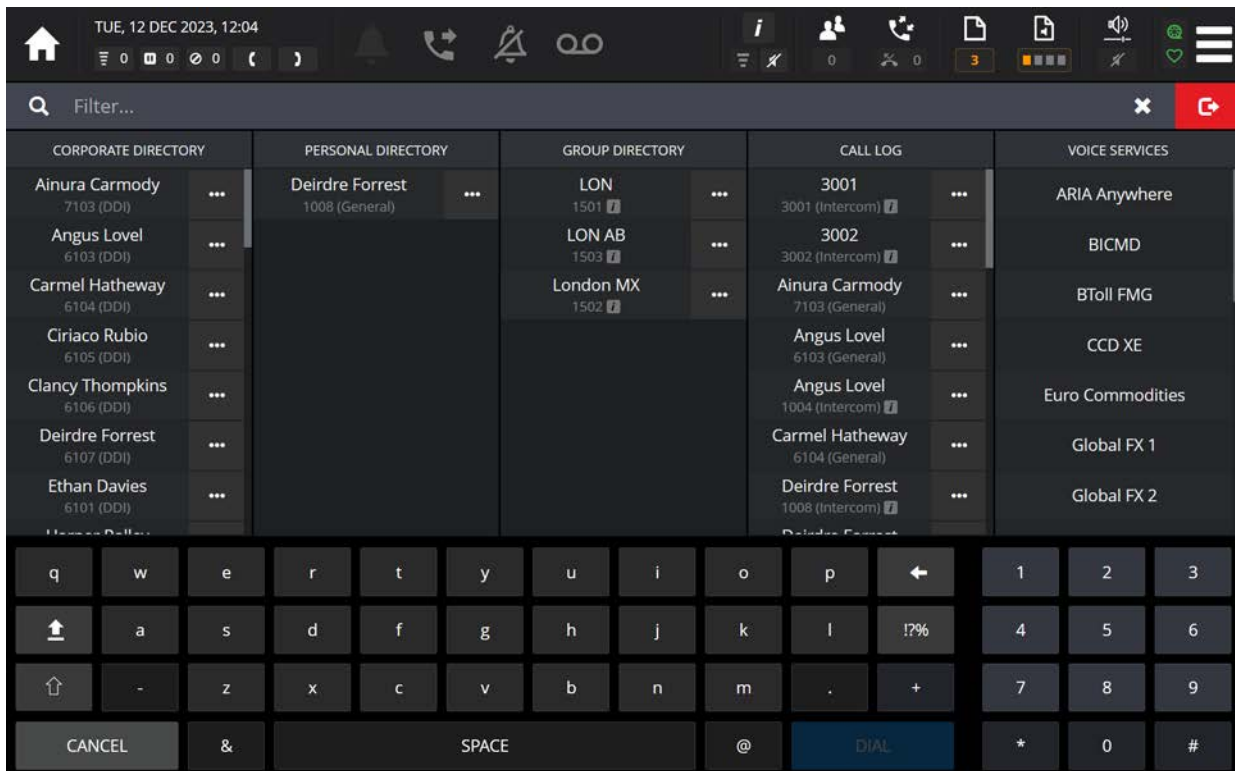 TUE, 12 DEC 2023, 12:04
0 0 0
i 0 0 3
Filter...
CORPORATE DIRECTORY
Ainura Carmody
7103 (DDI)
Angus Lovel
6103 (DDI)
Carmel Hatheway
6104 (DDI)
Ciriaco Rubio
6105 (DDI)
Clancy Thompkins
6106 (DDI)
Deirdre Forrest
6107 (DDI)
Ethan Davies
6101 (DDI)
PERSONAL DIRECTORY
Deirdre Forrest
1008 (General)
GROUP DIRECTORY
LON
1501 i
LON AB
1503 i
London MX
1502 i
CALL LOG
3001
3001 (Intercom) i
3002
3002 (Intercom) i
Ainura Carmody
7103 (General)
Angus Lovel
6103 (General)
Angus Lovel
1004 (Intercom) i
Carmel Hatheway
6104 (General)
Deirdre Forrest
1008 (Intercom) i
VOICE SERVICES
ARIA Anywhere
BICMD
BToll FMG
CCD XE
Euro Commodities
Global FX 1
Global FX 2
q w e r t y u i o p 1 2 3
a s d f g h j k l !?% 4 5 6
- z x c v b n m . + 7 8 9
CANCEL & SPACE @ DIAL * 0 #